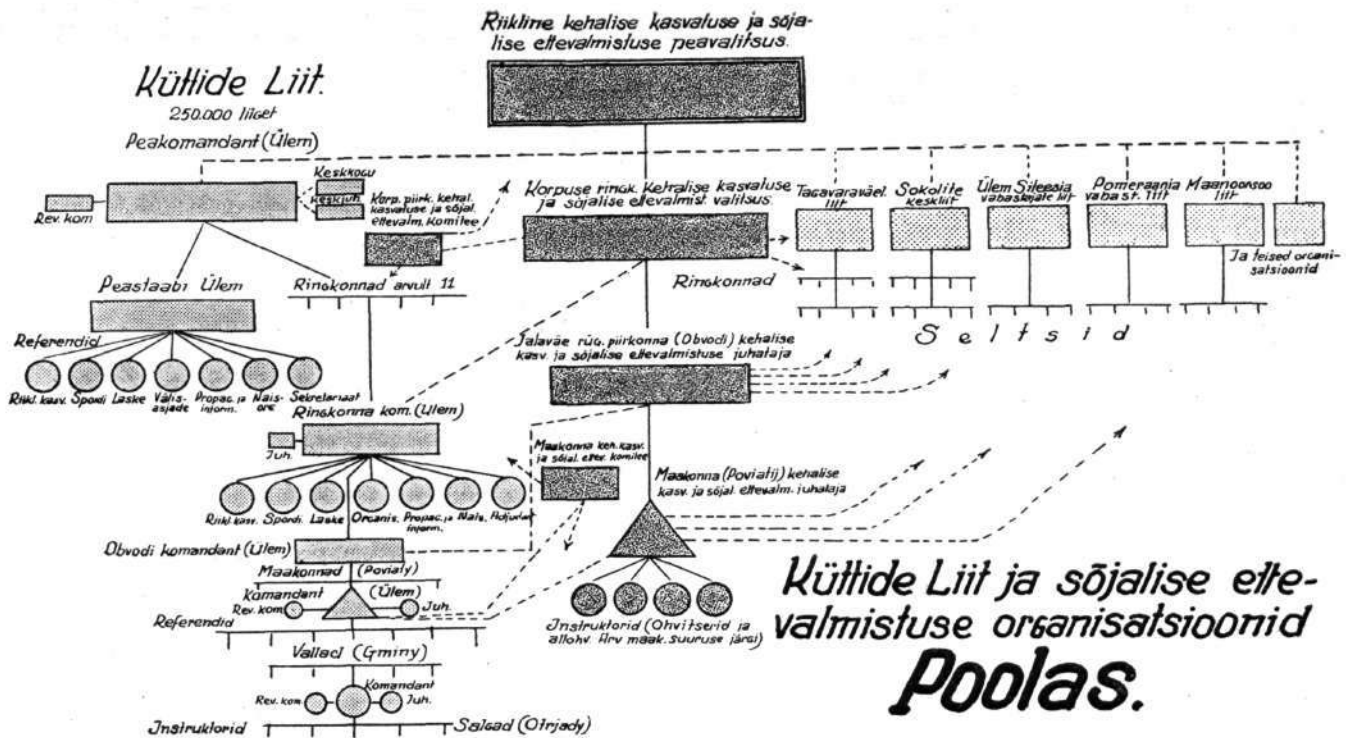 Riikline kehalise kasvatuse ja sõja-
lise ettevalmistuse peavalitsus.
Küttide Liit.
250.000 liiget
Peakomandant (Ülem)
Rev. kom
Keskkogu
Keskjuh.
Korp. piirk. kehal.
kasvatuse ja sõjal.
ettevalm. komitee
Korpuse ringk. Kehalise kasvatuse
ja sõjalise ettevalmist. valitsus.
Tagavaraväel.
liit
Sokolite
keskliit
Ülem Sileesia
vabastajate liit
Pomeraania
vabast. liit
Maanoorsoo
liit
Ja teised organi-
satsioonid
Ringkonnad
Seltsid
Peastaabi Ülem
Ringkonnad arvult 11
Referendid
Riikl. kasv.
Spordi
Laske
Välis-
asjade
Propag. ja
inform.
Nais-
org
Sekretariaat
Jalaväe rüg. piirkonna (Obvodi) kehalise
kasv. ja sõjalise ettevalmistuse juhataja
Ringkonna kom. (Ülem)
Juh.
Riikl. kasv.
Spordi.
Laske
Organis.
Propag. ja
inform.
Nais.
Adjudant
Maakonna keh. kasv.
ja sõjal. ettev. komitee
Maakonna (Poviatij) kehalise
kasv. ja sõjal. ettevalm. juhataja
Obvodi komandant (Ülem)
Maakonnad (Poviaty)
Komandant (Ülem)
Rev. kom
Juh.
Referendid
Instruktorid (Ohvitserid ja
allohv. Arv maak. suuruse järgi)
Vallad (Gminy)
Komandant
Rev. kom
Juh.
Instruktorid
Salgad (Otrjady)
Küttide Liit ja sõjalise ette-
valmistuse organisatsioonid
Poolas.